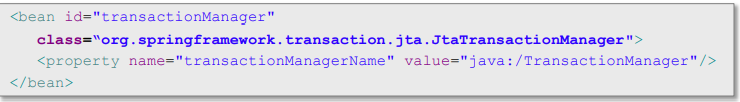 <bean id="transactionManager"
class=“org.springframework.transaction.jta.JtaTransactionManager">
<property name="transactionManagerName" value="java:/TransactionManager"/>
</bean>